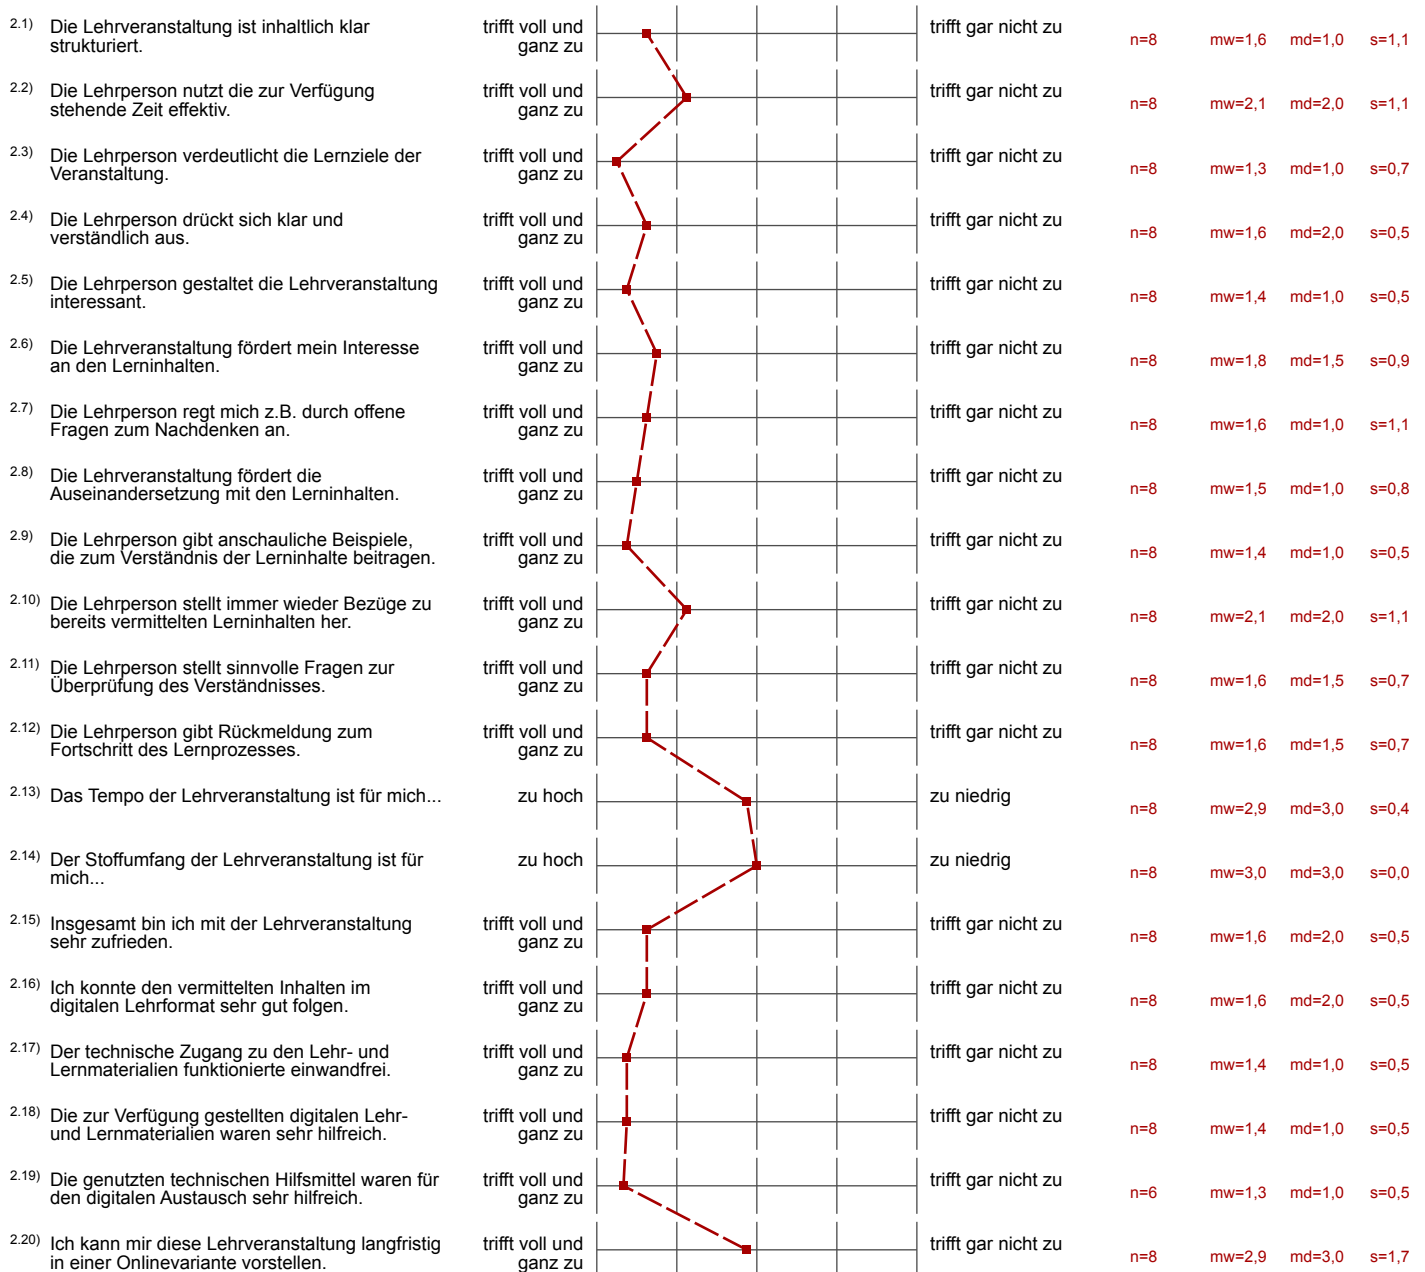 2.1) Die Lehrveranstaltung ist inhaltlich klar strukturiert. trifft voll und ganz zu trifft gar nicht zu n=8 mw=1,6 md=1,0 s=1,1
2.2) Die Lehrperson nutzt die zur Verfügung stehende Zeit effektiv. trifft voll und ganz zu trifft gar nicht zu n=8 mw=2,1 md=2,0 s=1,1
2.3) Die Lehrperson verdeutlicht die Lernziele der Veranstaltung. trifft voll und ganz zu trifft gar nicht zu n=8 mw=1,3 md=1,0 s=0,7
2.4) Die Lehrperson drückt sich klar und verständlich aus. trifft voll und ganz zu trifft gar nicht zu n=8 mw=1,6 md=2,0 s=0,5
2.5) Die Lehrperson gestaltet die Lehrveranstaltung interessant. trifft voll und ganz zu trifft gar nicht zu n=8 mw=1,4 md=1,0 s=0,5
2.6) Die Lehrveranstaltung fördert mein Interesse an den Lerninhalten. trifft voll und ganz zu trifft gar nicht zu n=8 mw=1,8 md=1,5 s=0,9
2.7) Die Lehrperson regt mich z.B. durch offene Fragen zum Nachdenken an. trifft voll und ganz zu trifft gar nicht zu n=8 mw=1,6 md=1,0 s=1,1
2.8) Die Lehrveranstaltung fördert die Auseinandersetzung mit den Lerninhalten. trifft voll und ganz zu trifft gar nicht zu n=8 mw=1,5 md=1,0 s=0,8
2.9) Die Lehrperson gibt anschauliche Beispiele, die zum Verständnis der Lerninhalte beitragen. trifft voll und ganz zu trifft gar nicht zu n=8 mw=1,4 md=1,0 s=0,5
2.10) Die Lehrperson stellt immer wieder Bezüge zu bereits vermittelten Lerninhalten her. trifft voll und ganz zu trifft gar nicht zu n=8 mw=2,1 md=2,0 s=1,1
2.11) Die Lehrperson stellt sinnvolle Fragen zur Überprüfung des Verständnisses. trifft voll und ganz zu trifft gar nicht zu n=8 mw=1,6 md=1,5 s=0,7
2.12) Die Lehrperson gibt Rückmeldung zum Fortschritt des Lernprozesses. trifft voll und ganz zu trifft gar nicht zu n=8 mw=1,6 md=1,5 s=0,7
2.13) Das Tempo der Lehrveranstaltung ist für mich... zu hoch zu niedrig n=8 mw=2,9 md=3,0 s=0,4
2.14) Der Stoffumfang der Lehrveranstaltung ist für mich... zu hoch zu niedrig n=8 mw=3,0 md=3,0 s=0,0
2.15) Insgesamt bin ich mit der Lehrveranstaltung sehr zufrieden. trifft voll und ganz zu trifft gar nicht zu n=8 mw=1,6 md=2,0 s=0,5
2.16) Ich konnte den vermittelten Inhalten im digitalen Lehrformat sehr gut folgen. trifft voll und ganz zu trifft gar nicht zu n=8 mw=1,6 md=2,0 s=0,5
2.17) Der technische Zugang zu den Lehr- und Lernmaterialien funktionierte einwandfrei. trifft voll und ganz zu trifft gar nicht zu n=8 mw=1,4 md=1,0 s=0,5
2.18) Die zur Verfügung gestellten digitalen Lehr- und Lernmaterialien waren sehr hilfreich. trifft voll und ganz zu trifft gar nicht zu n=8 mw=1,4 md=1,0 s=0,5
2.19) Die genutzten technischen Hilfsmittel waren für den digitalen Austausch sehr hilfreich. trifft voll und ganz zu trifft gar nicht zu n=6 mw=1,3 md=1,0 s=0,5
2.20) Ich kann mir diese Lehrveranstaltung langfristig in einer Onlinevariante vorstellen. trifft voll und ganz zu trifft gar nicht zu n=8 mw=2,9 md=3,0 s=1,7